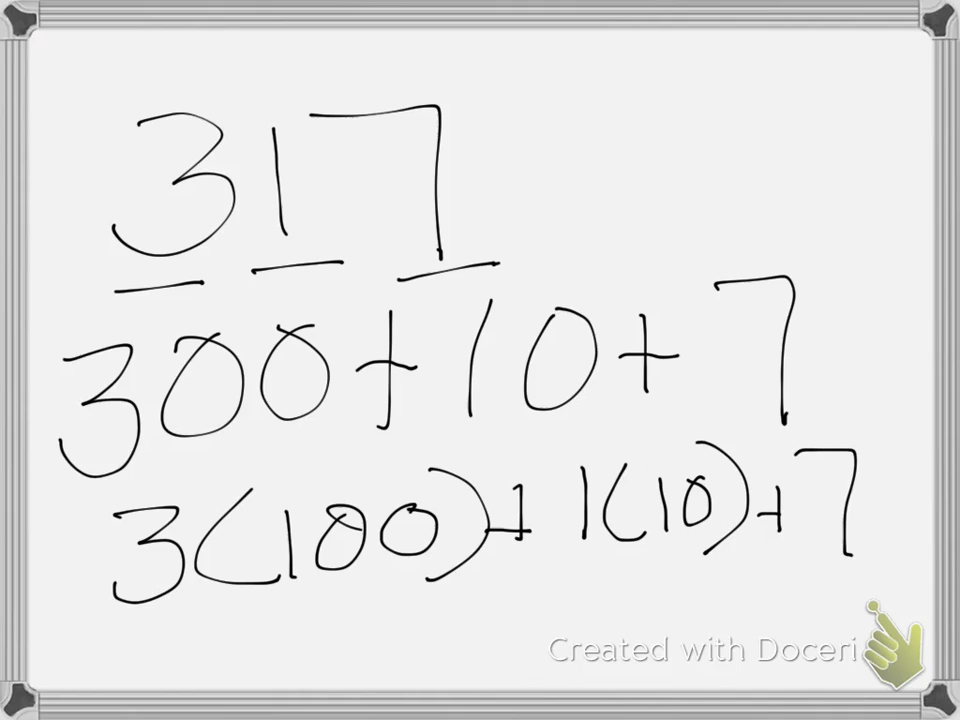 317
300+10+7
3(100)+1(10)+7
Created with Doceri